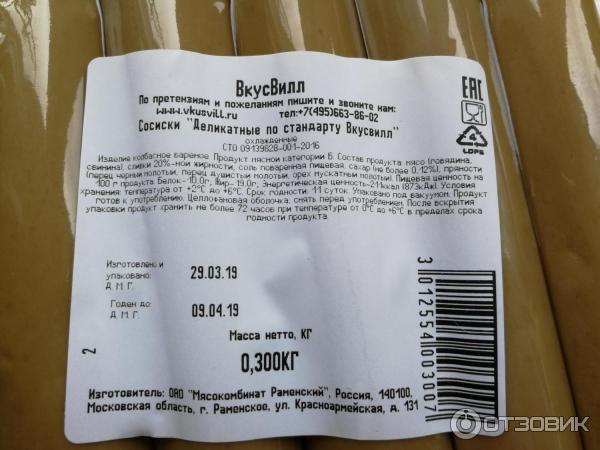 ВкусВилл
По претензиям и пожеланиям пишите и звоните нам:
www.vkusvill.ru тел:+7(495)663-86-02
Сосиски "Деликатные по стандарту Вкусвилл"
охлажденные
СТО 09139828-001-2016
Изделие колбасное вареное. Продукт мясной категории Б. Состав продукта: мясо (говядина,
свинина), сливки 20%-ной жирности, соль поваренная пищевая, сахар (не более 0,12%), пряности
(перец черный молотый, перец душистый молотый, орех мускатный молотый). Пищевая ценность на
100 г продукта: Белок- 10,0г; Жир- 19,0г; Энергетическая ценность-211ккал (873кДж). Условия
хранения: температура от +2°С до +6°С. Срок годности: 11 суток. Упаковано под вакуумом. Продукт
готов к употреблению. Целлофановая оболочка: снять перед употреблением. После вскрытия
упаковки продукт хранить не более 72 часов при температуре от 0°С до +6°С в пределах срока
годности продукта.
EAC
4
LDPE
Изготовлено и
упаковано:
Д. М. Г.
29.03.19
Годен до:
Д. М. Г.
09.04.19
Масса нетто, КГ
0,300КГ
2
3012554003007
Изготовитель: ОАО "Мясокомбинат Раменский", Россия, 140100,
Московская область, г. Раменское, ул. Красноармейская, д. 131
ОТЗОВИК